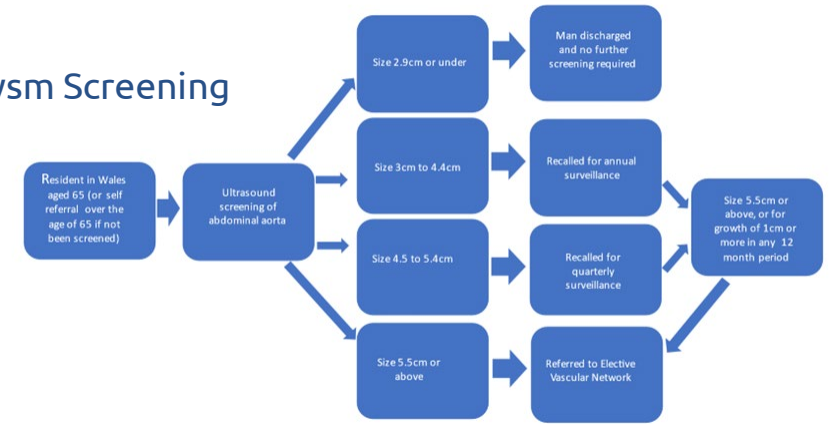 ysm Screening
Resident in Wales
aged 65 (or self
referral over the
age of 65 if not
been screened)
Ultrasound
screening of
abdominal aorta
Size 2.9cm or under
Man discharged
and no further
screening required
Size 3cm to 4.4cm
Recalled for annual
surveillance
Size 4.5 to 5.4cm
Recalled for
quarterly
surveillance
Size 5.5cm or
above
Referred to Elective
Vascular Network
Size 5.5cm or
above, or for
growth of 1cm or
more in any 12
month period